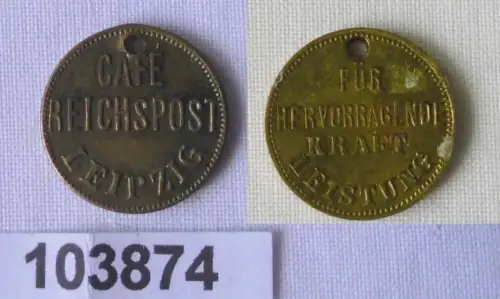 CAFÉ
REICHSPOST
LEIPZIG
FÜR
HERVORRAGENDE
KRAFT
LEISTUNG
103874